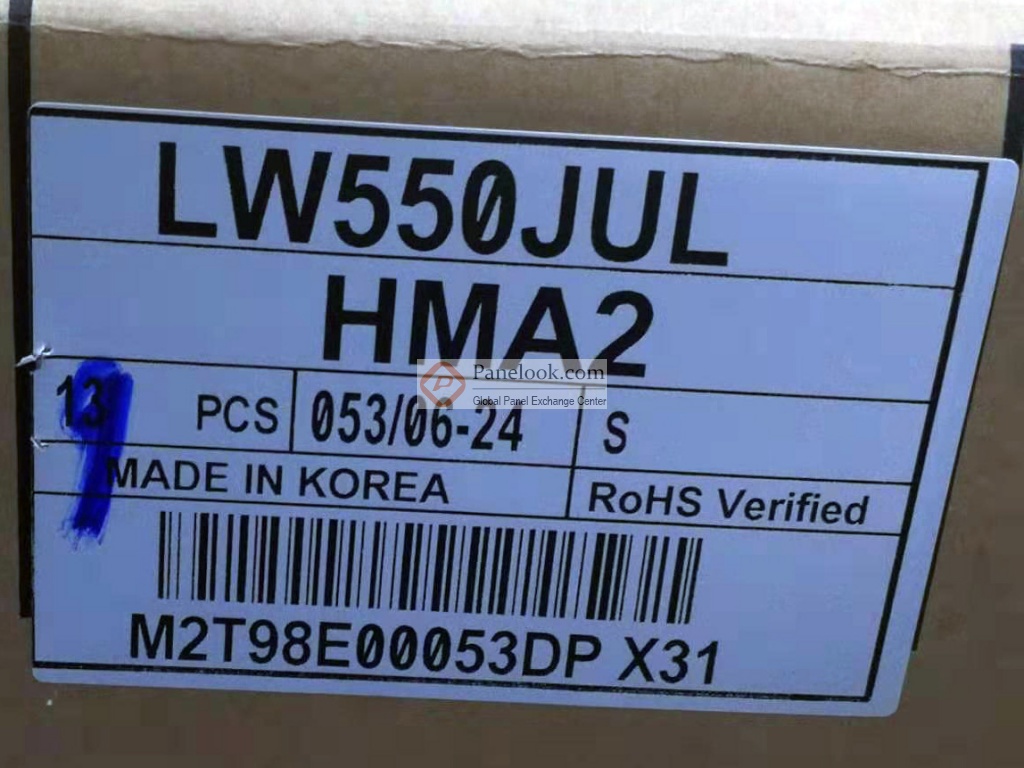 LW550JUL
HMA2
Panelook.com
Global Panel Exchange Center
13 PCS 053/06-24 S
MADE IN KOREA RoHS Verified
M2T98E00053DP X31